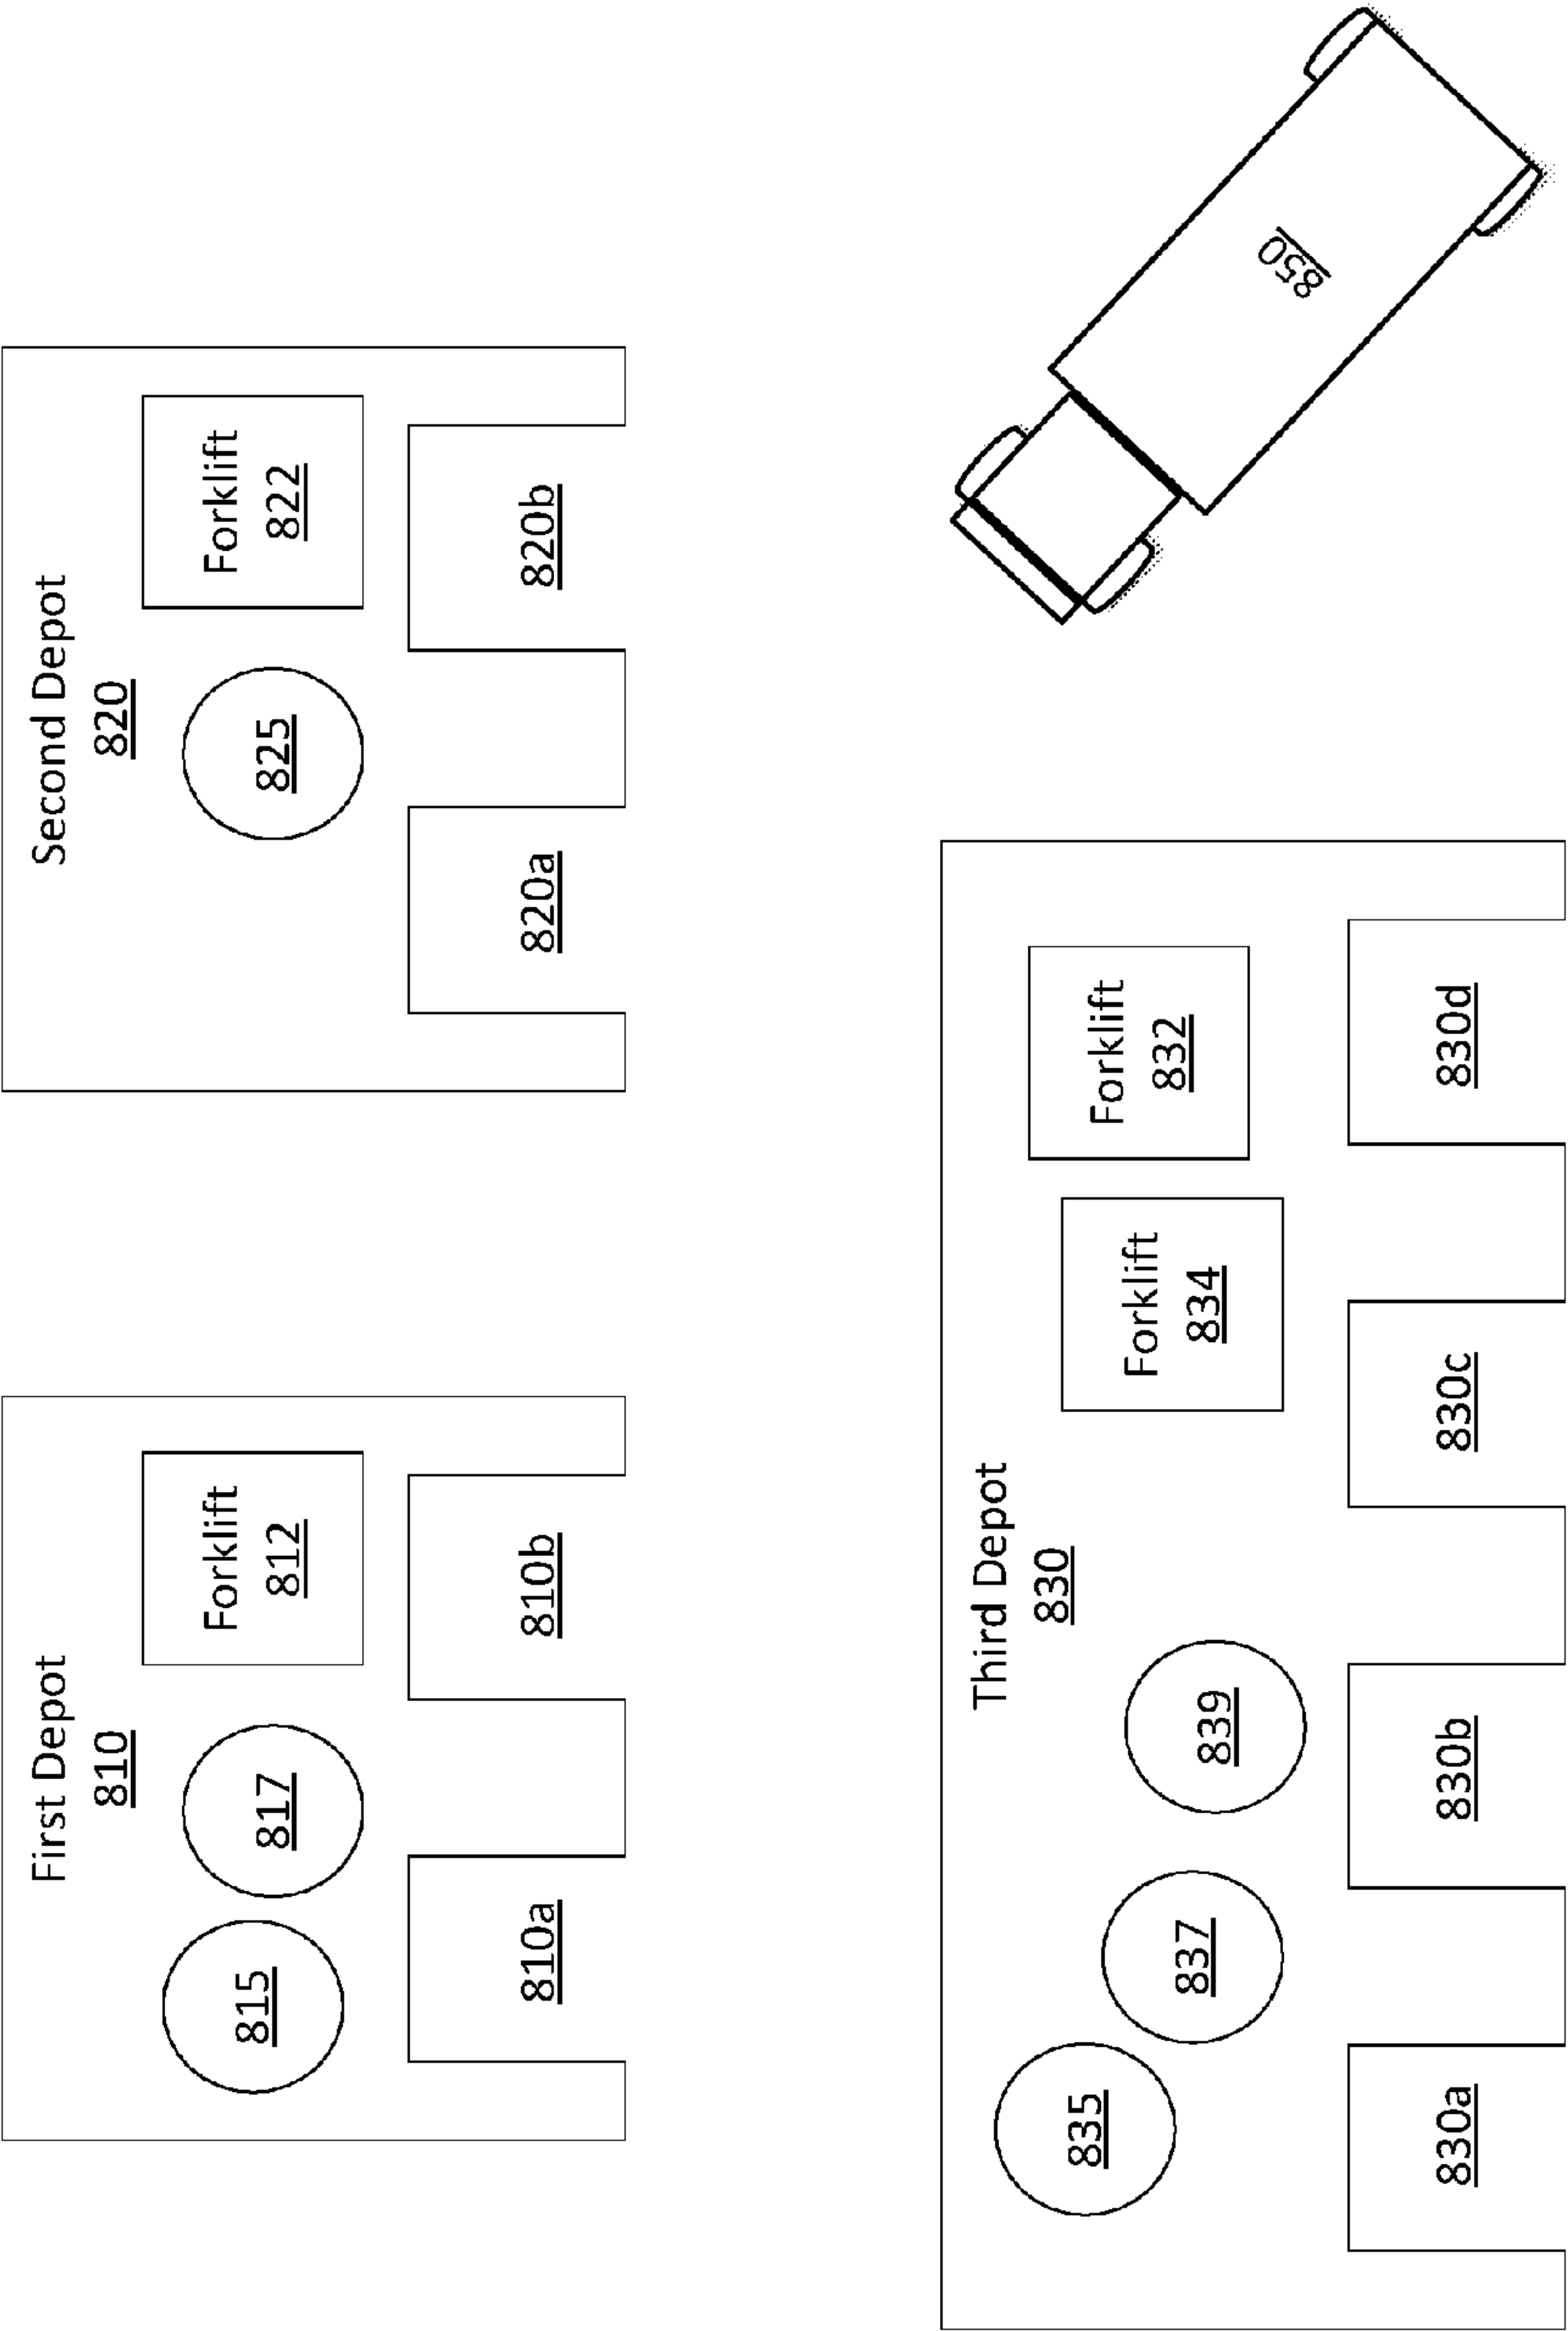 First Depot
810
815
817
Forklift
812
810a
810b
Second Depot
820
825
Forklift
822
820a
820b
Third Depot
830
835
837
839
Forklift
834
Forklift
832
830a
830b
830c
830d
850